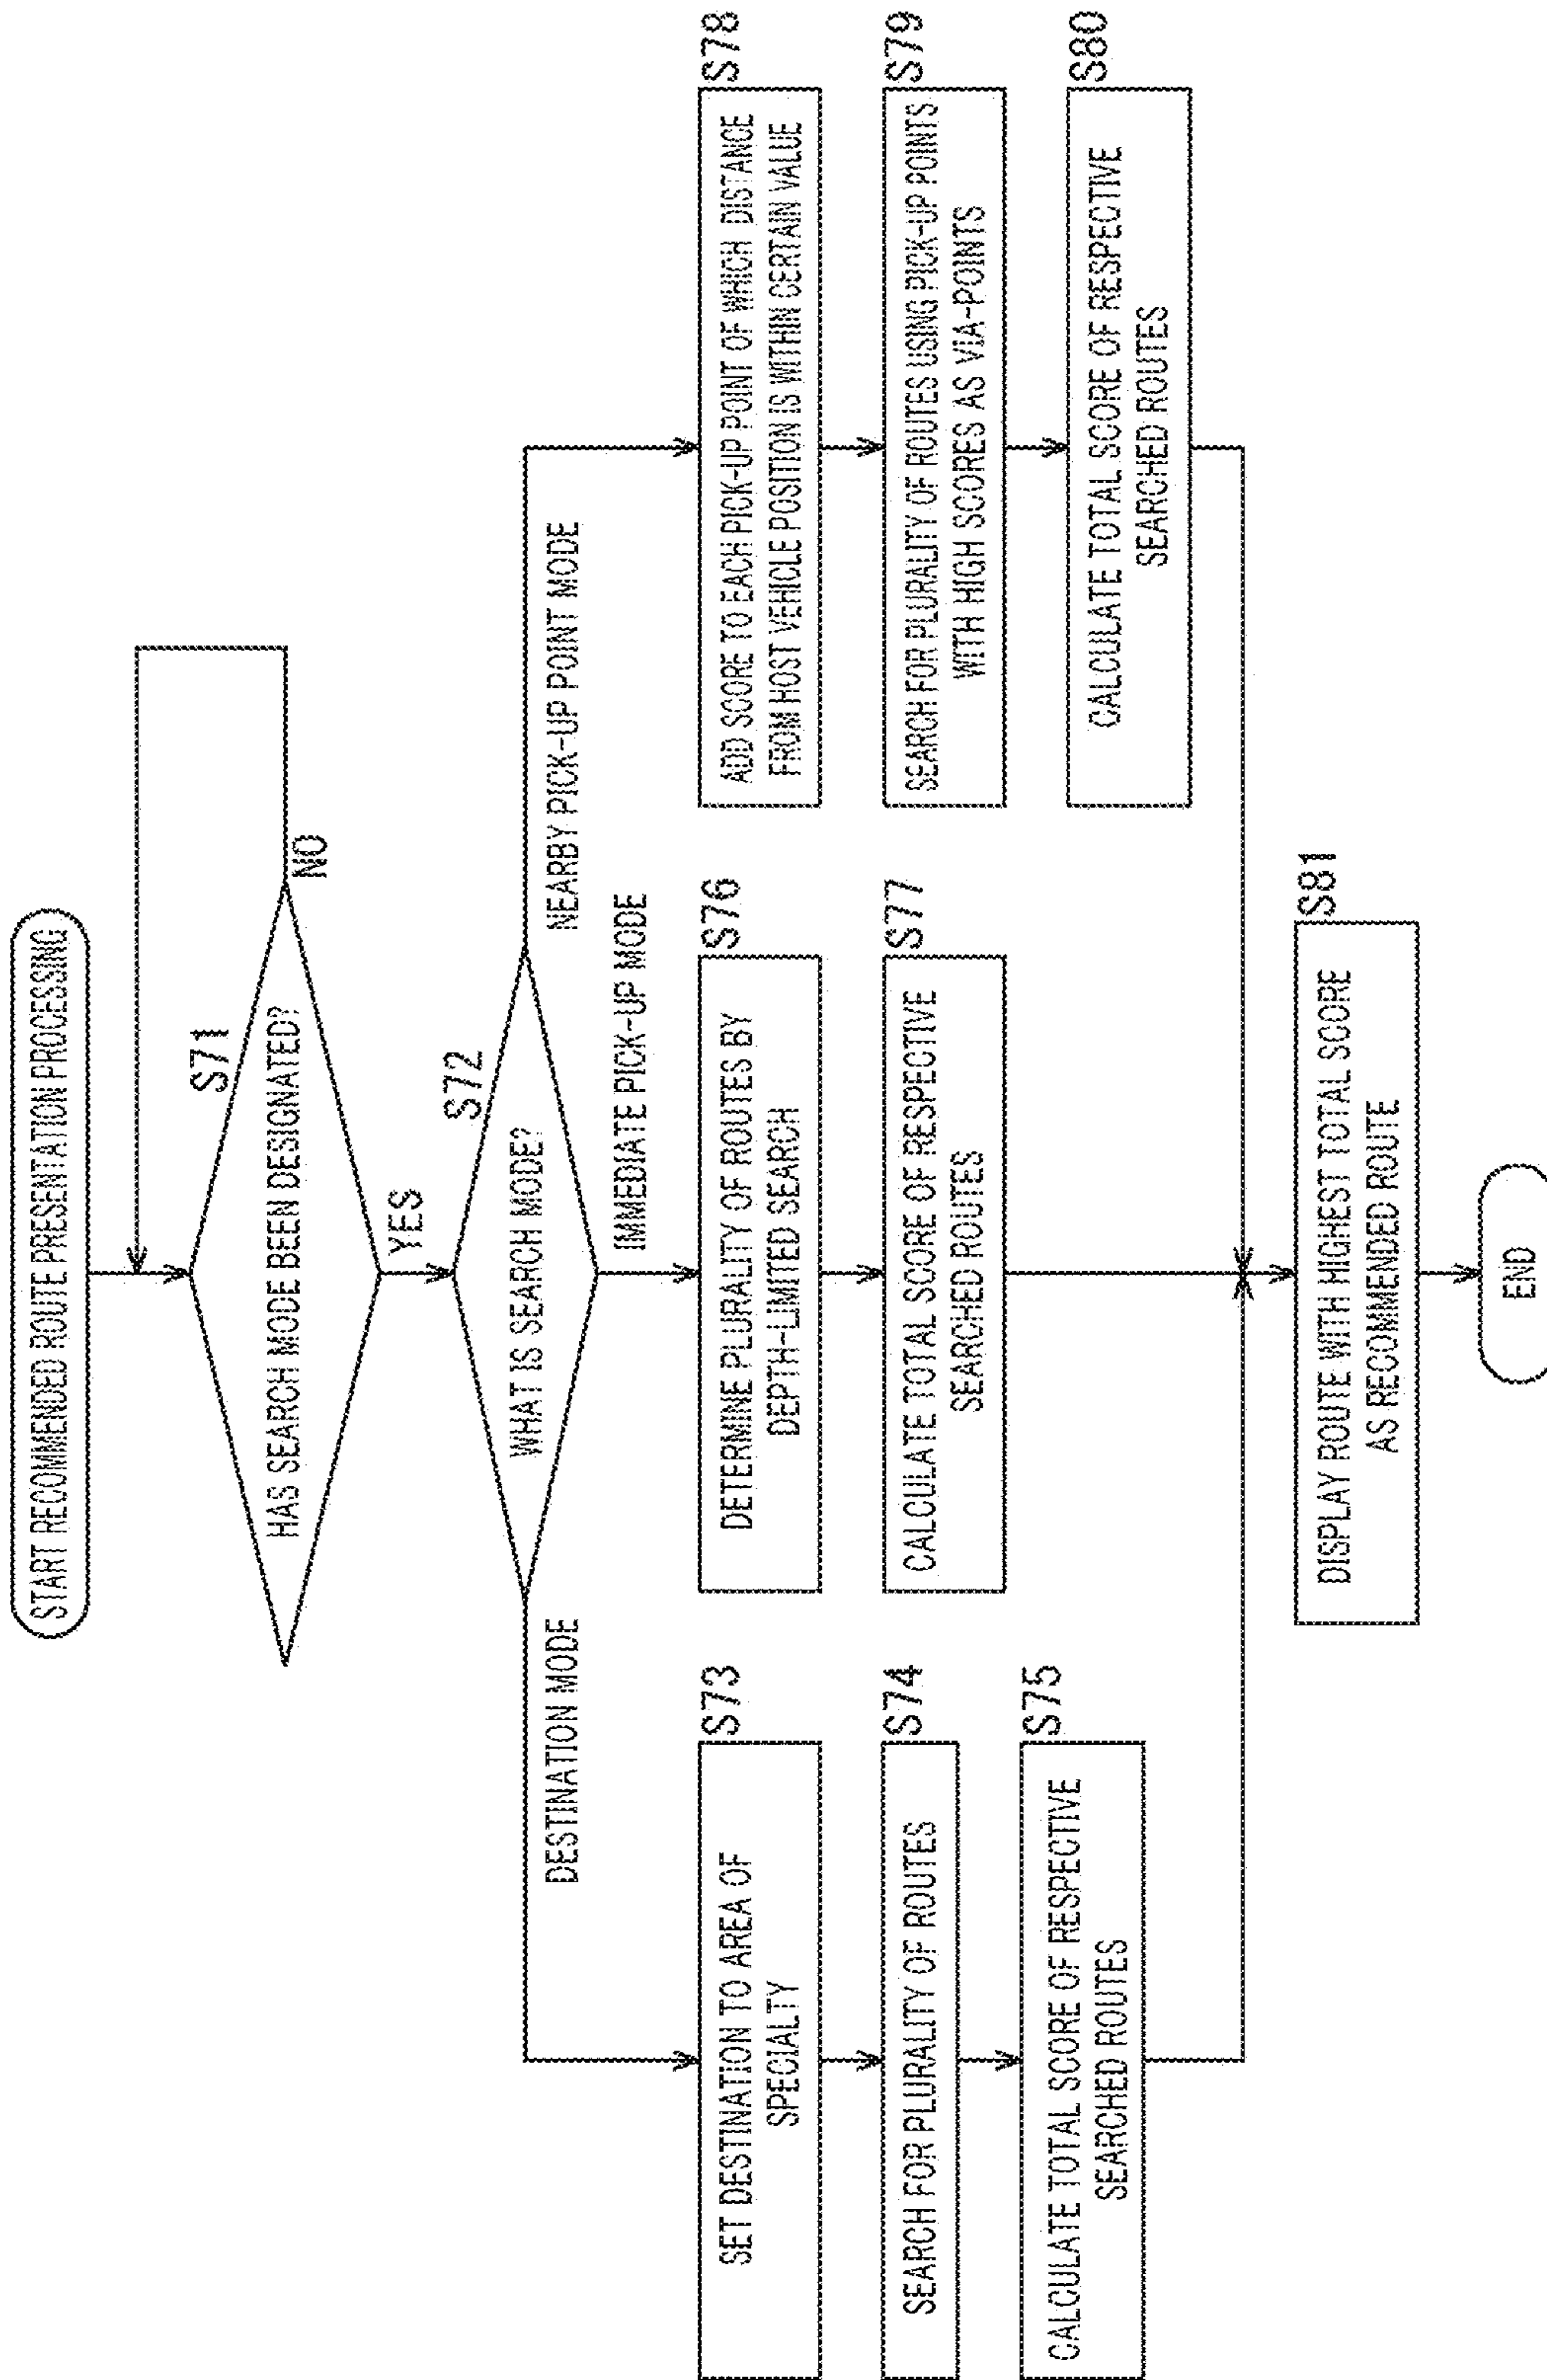 START RECOMMENDED ROUTE PRESENTATION PROCESSING
S71
HAS SEARCH MODE BEEN DESIGNATED?
NO
YES
S72
WHAT IS SEARCH MODE?
DESTINATION MODE
IMMEDIATE PICK-UP MODE
NEARBY PICK-UP POINT MODE
S73
SET DESTINATION TO AREA OF
SPECIALTY
S74
SEARCH FOR PLURALITY OF ROUTES
S75
CALCULATE TOTAL SCORE OF RESPECTIVE
SEARCHED ROUTES
S76
DETERMINE PLURALITY OF ROUTES BY
DEPTH-LIMITED SEARCH
S77
CALCULATE TOTAL SCORE OF RESPECTIVE
SEARCHED ROUTES
S78
ADD SCORE TO EACH PICK-UP POINT OF WHICH DISTANCE
FROM HOST VEHICLE POSITION IS WITHIN CERTAIN VALUE
S79
SEARCH FOR PLURALITY OF ROUTES USING PICK-UP POINTS
WITH HIGH SCORES AS VIA-POINTS
S80
CALCULATE TOTAL SCORE OF RESPECTIVE
SEARCHED ROUTES
S81
DISPLAY ROUTE WITH HIGHEST TOTAL SCORE
AS RECOMMENDED ROUTE
END